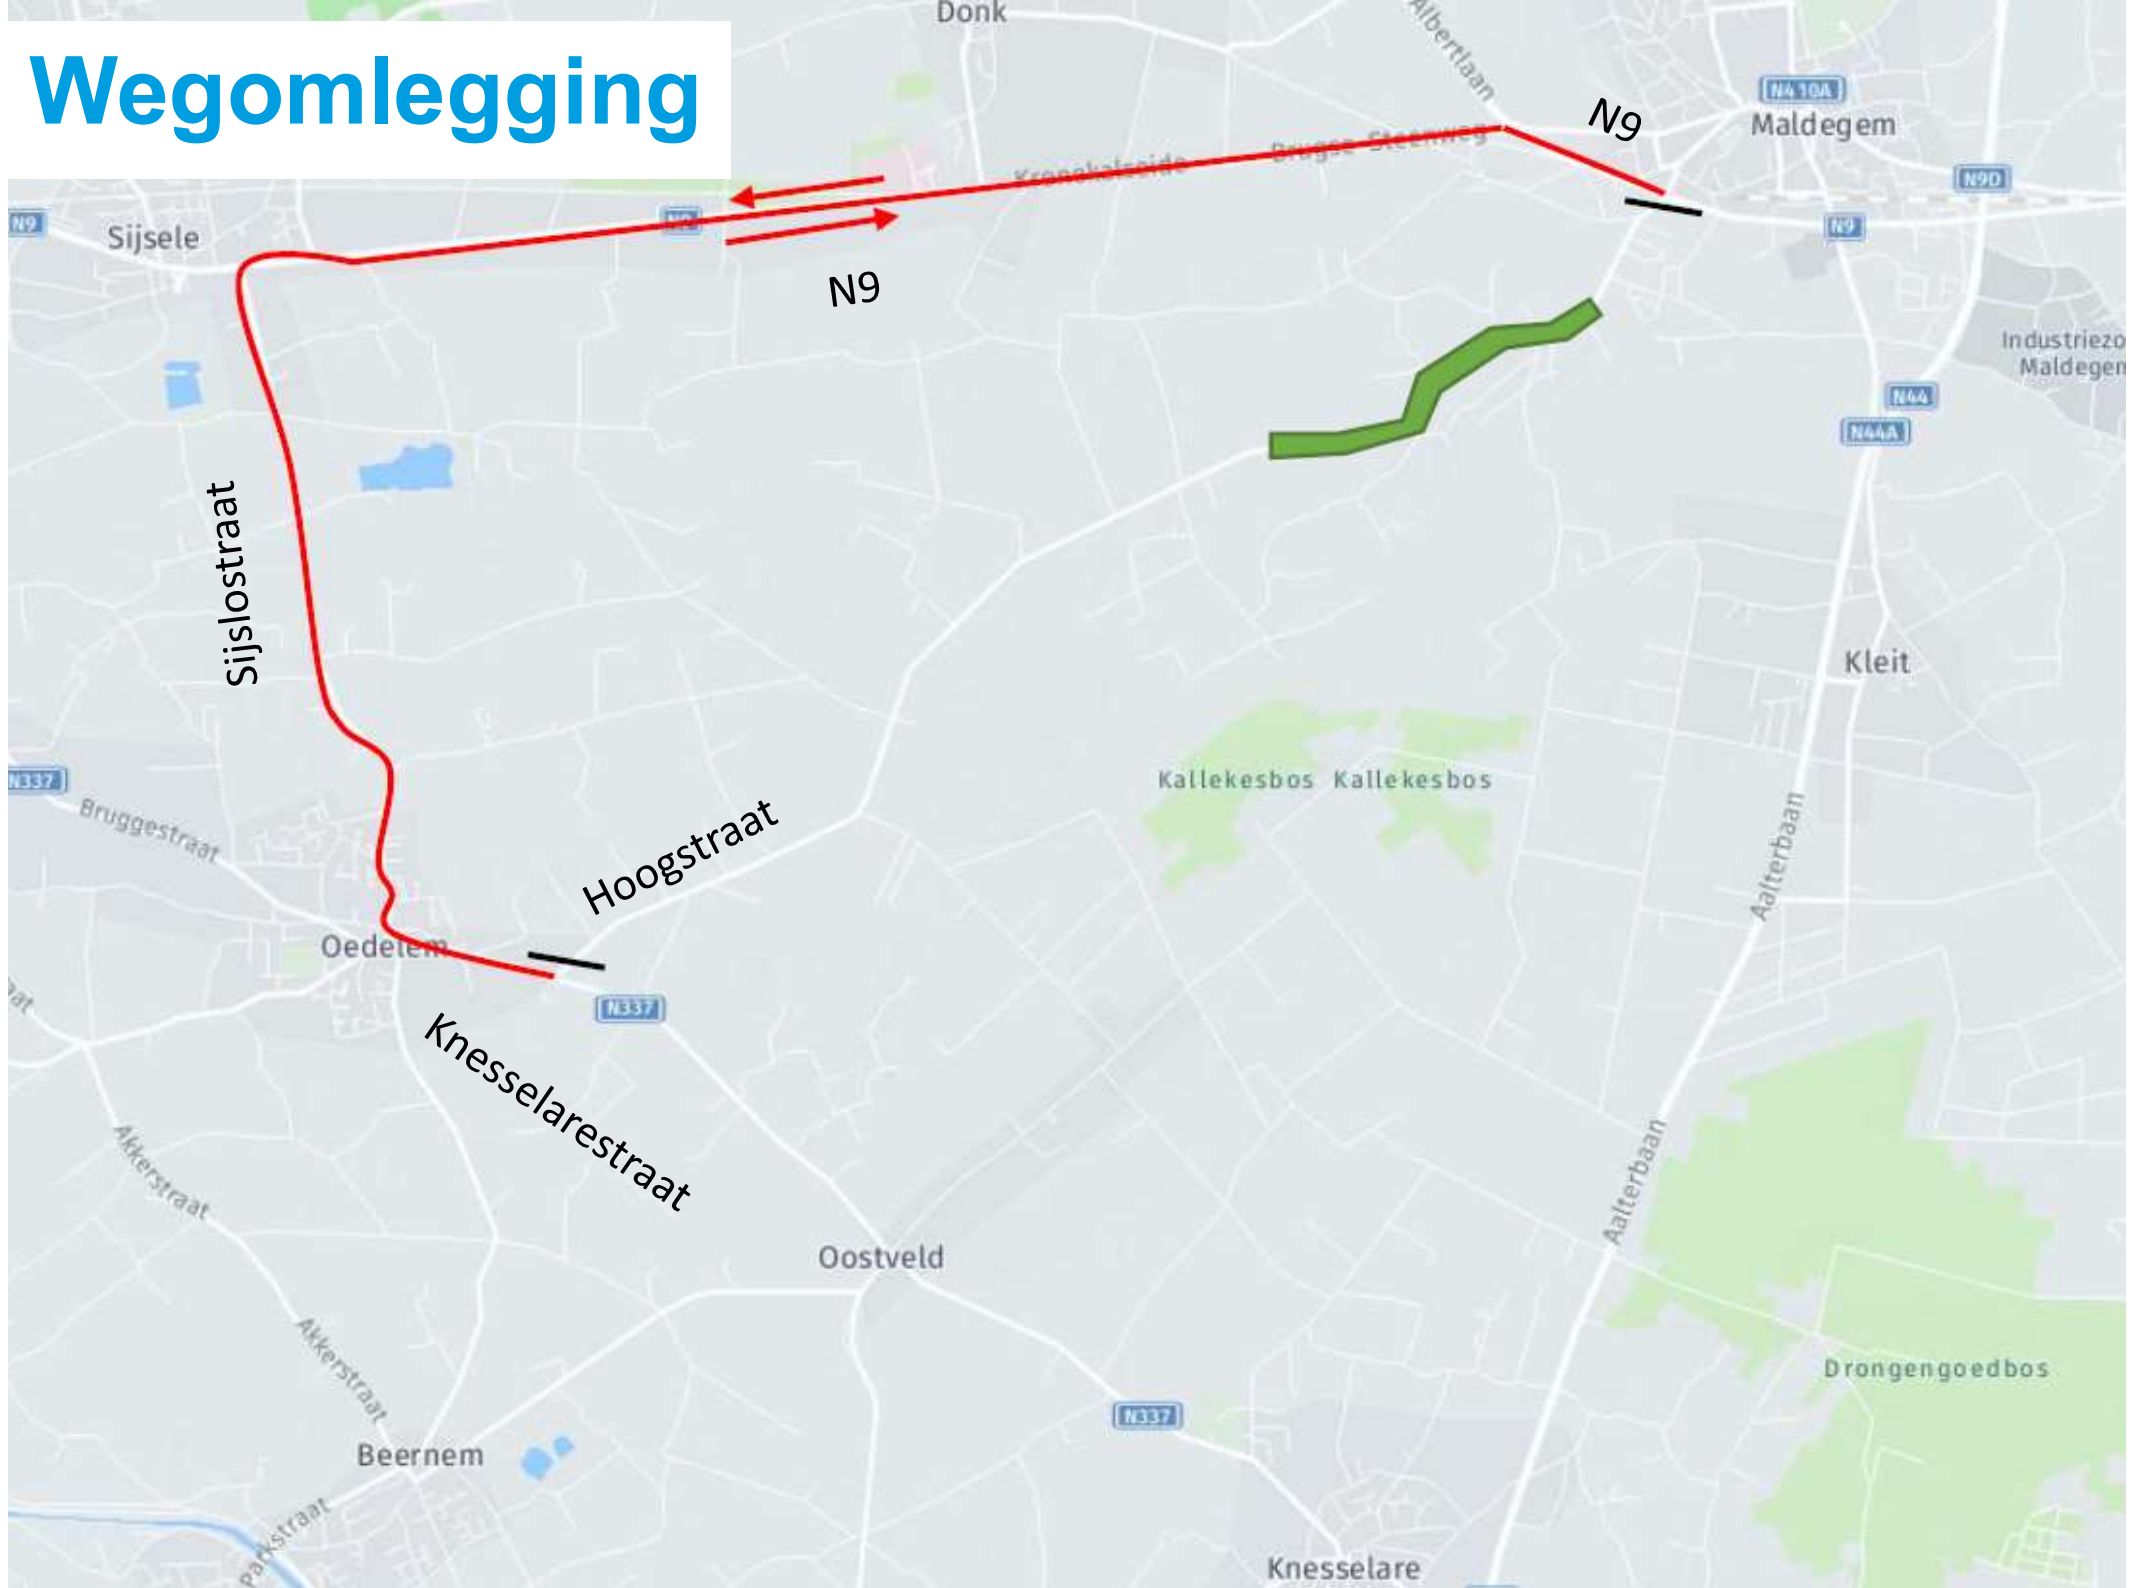 Donk
Wegomlegging
Albertlaan
N9
N410A
Maldegem
Kronekalseide
Brugse Steenweg
N9D
N9
Sijsele
N9
N9
N9
Industriezo
Maldegem
N44
N44A
Sijslostraat
Kleit
N337
Kallekesbos
Kallekesbos
Bruggestraat
Hoogstraat
Aalterbaan
Oedelem
N337
aat
Knesselarestraat
Akkerstraat
Aalterbaan
Oostveld
Akkerstraat
Drongengoedbos
N337
Beernem
Parkstraat
Knesselare